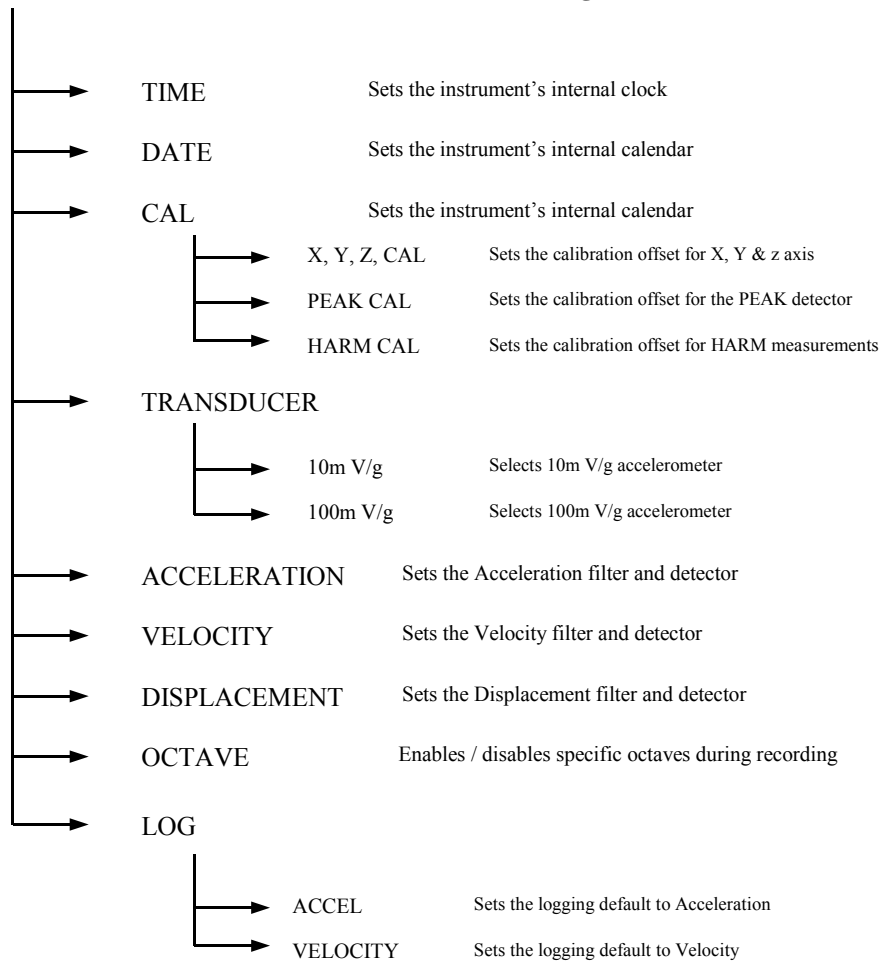 TIME Sets the instrument’s internal clock
DATE Sets the instrument’s internal calendar
CAL Sets the instrument’s internal calendar
X, Y, Z, CAL Sets the calibration offset for X, Y & z axis
PEAK CAL Sets the calibration offset for the PEAK detector
HARM CAL Sets the calibration offset for HARM measurements
TRANSDUCER
10m V/g Selects 10m V/g accelerometer
100m V/g Selects 100m V/g accelerometer
ACCELERATION Sets the Acceleration filter and detector
VELOCITY Sets the Velocity filter and detector
DISPLACEMENT Sets the Displacement filter and detector
OCTAVE Enables / disables specific octaves during recording
LOG
ACCEL Sets the logging default to Acceleration
VELOCITY Sets the logging default to Velocity